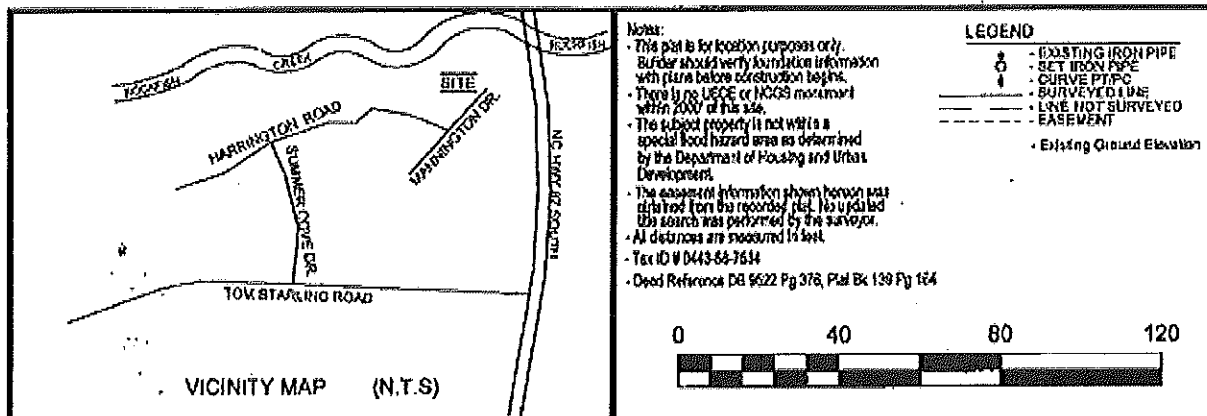 ROCKFISH
CREEK
ROCKFISH
SITE
HARRINGTON ROAD
MANNINGTON DR.
SUMMER COVE DR.
NC HWY 87 SOUTH
TOM STARLING ROAD
VICINITY MAP (N.T.S)
Notes:
- This plat is for location purposes only.
Builder should verify foundation information
with plans before construction begins.
- There is no USCE or NCGS monument
within 2000' of this site.
- The subject property is not within a
special flood hazard area as determined
by the Department of Housing and Urban
Development.
- The easement information shown hereon was
obtained from the recorded plat. No updated
title search was performed by the surveyor.
- All distances are measured in feet.
- Tax ID # 0443-58-7634
- Deed Reference DB 9522 Pg 376, Plat Bk 139 Pg 164
LEGEND
- EXISTING IRON PIPE
- SET IRON PIPE
- CURVE PT/PC
- SURVEYED LINE
- LINE NOT SURVEYED
- EASEMENT
- Existing Ground Elevation
0 40 80 120